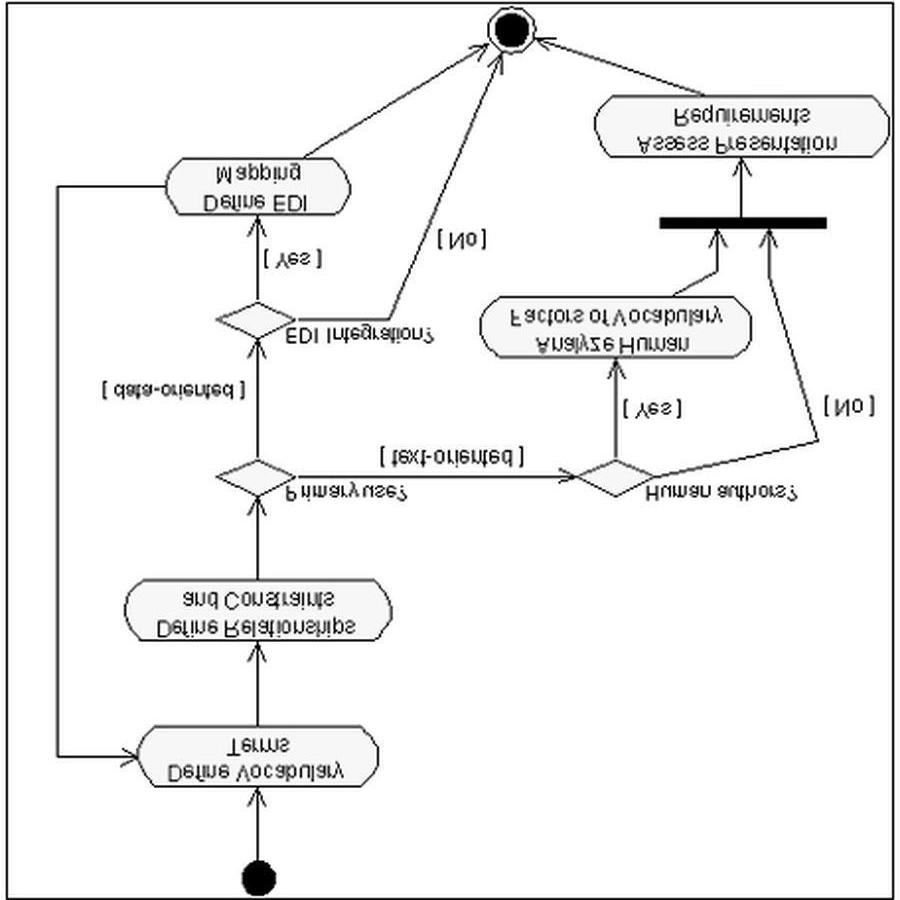 Define Vocabulary
Terms
Define Relationships
and Constraints
Primary use?
[ text-oriented ]
Human authors?
[ data-oriented ]
[ Yes ]
[ No ]
EDI Integration?
Analyze Human
Factors of Vocabulary
[ Yes ]
[ No ]
Define EDI
Mapping
Assess Presentation
Requirements